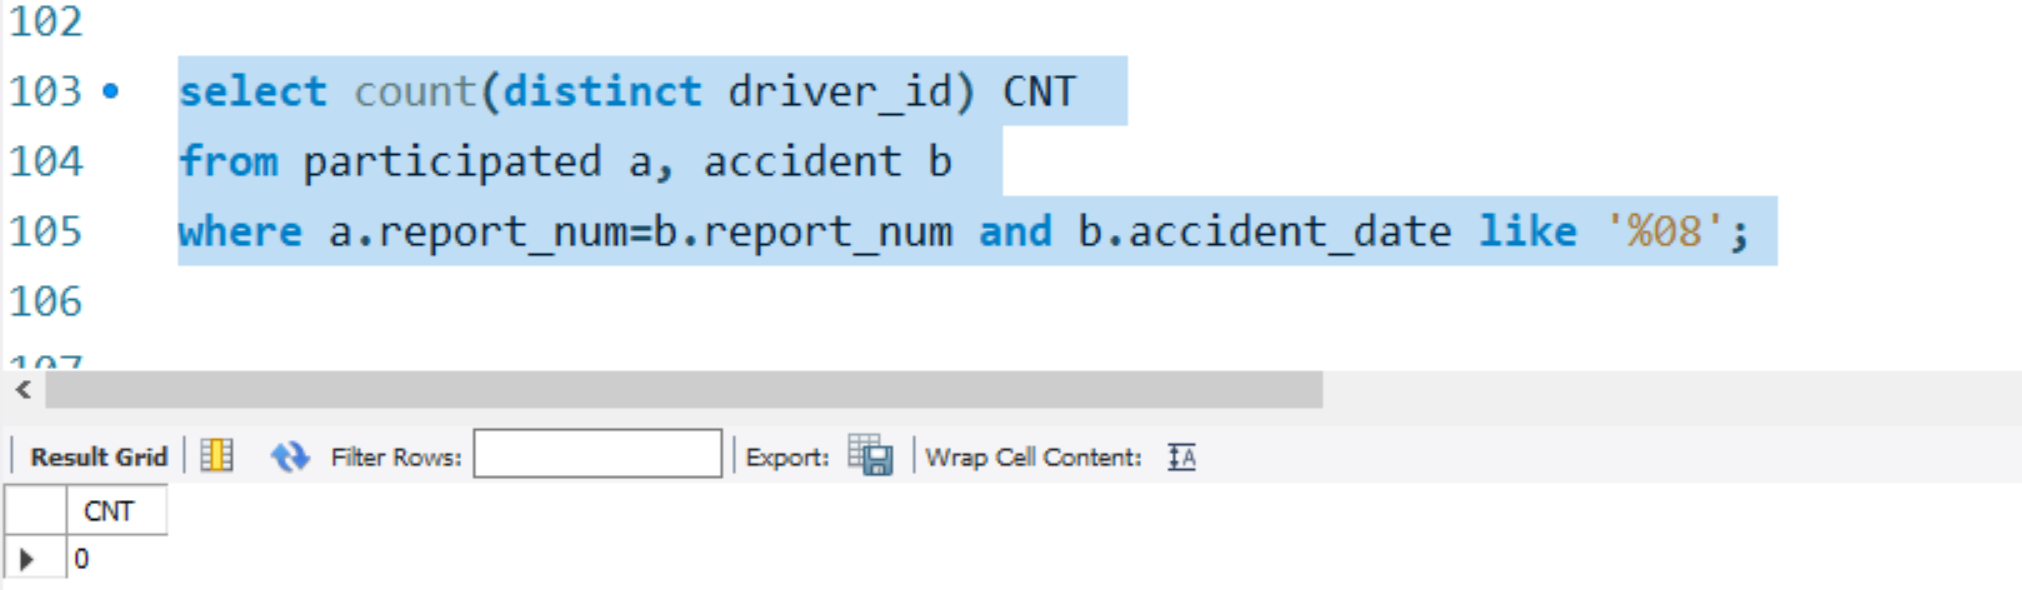 102
103 select count(distinct driver_id) CNT
104 from participated a, accident b
105 where a.report_num=b.report_num and b.accident_date like '%08';
106
107
Result Grid Filter Rows: Export: Wrap Cell Content:
CNT
0